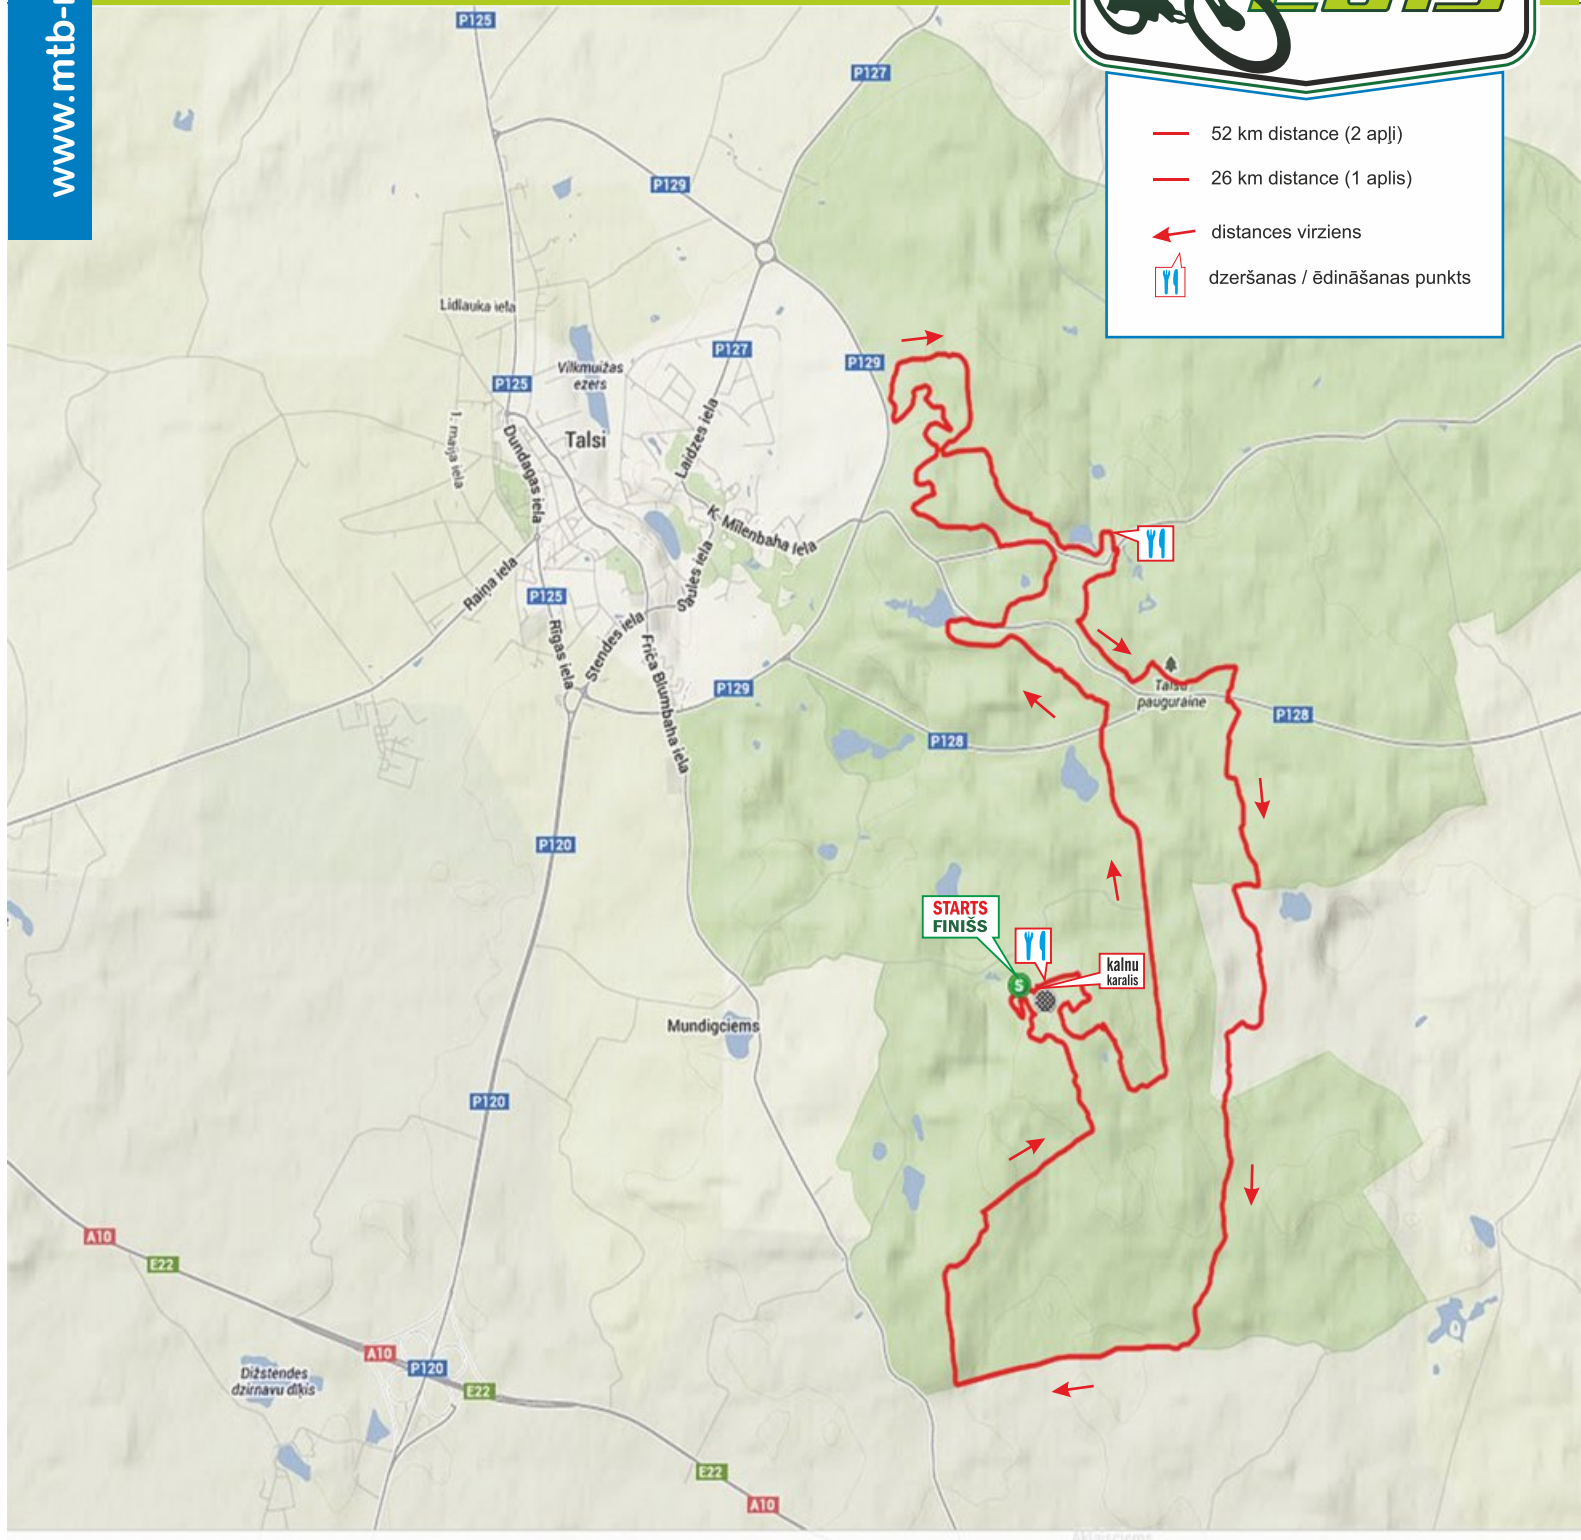 www.mtb-
P125
P127
P129
52 km distance (2 apļi)
26 km distance (1 aplis)
distances virziens
dzeršanas / ēdināšanas punkts
Lidlauka iela
P127
P129
Vilkmuižas
ezers
P125
Talsi
1. maija iela
Dundagas iela
Laidzes iela
K. Mīlenbaha iela
Saules iela
Raiņa iela
P125
Rīgas iela
Stendes iela
Friča Blumbaha iela
P129
Talsu
pauguraine
P128
P128
P120
STARTS
FINIŠS
S
kalnu
karalis
Mundigciems
P120
A10
E22
A10
P120
E22
Dižstendes
dzirnavu dīķis
E22
A10